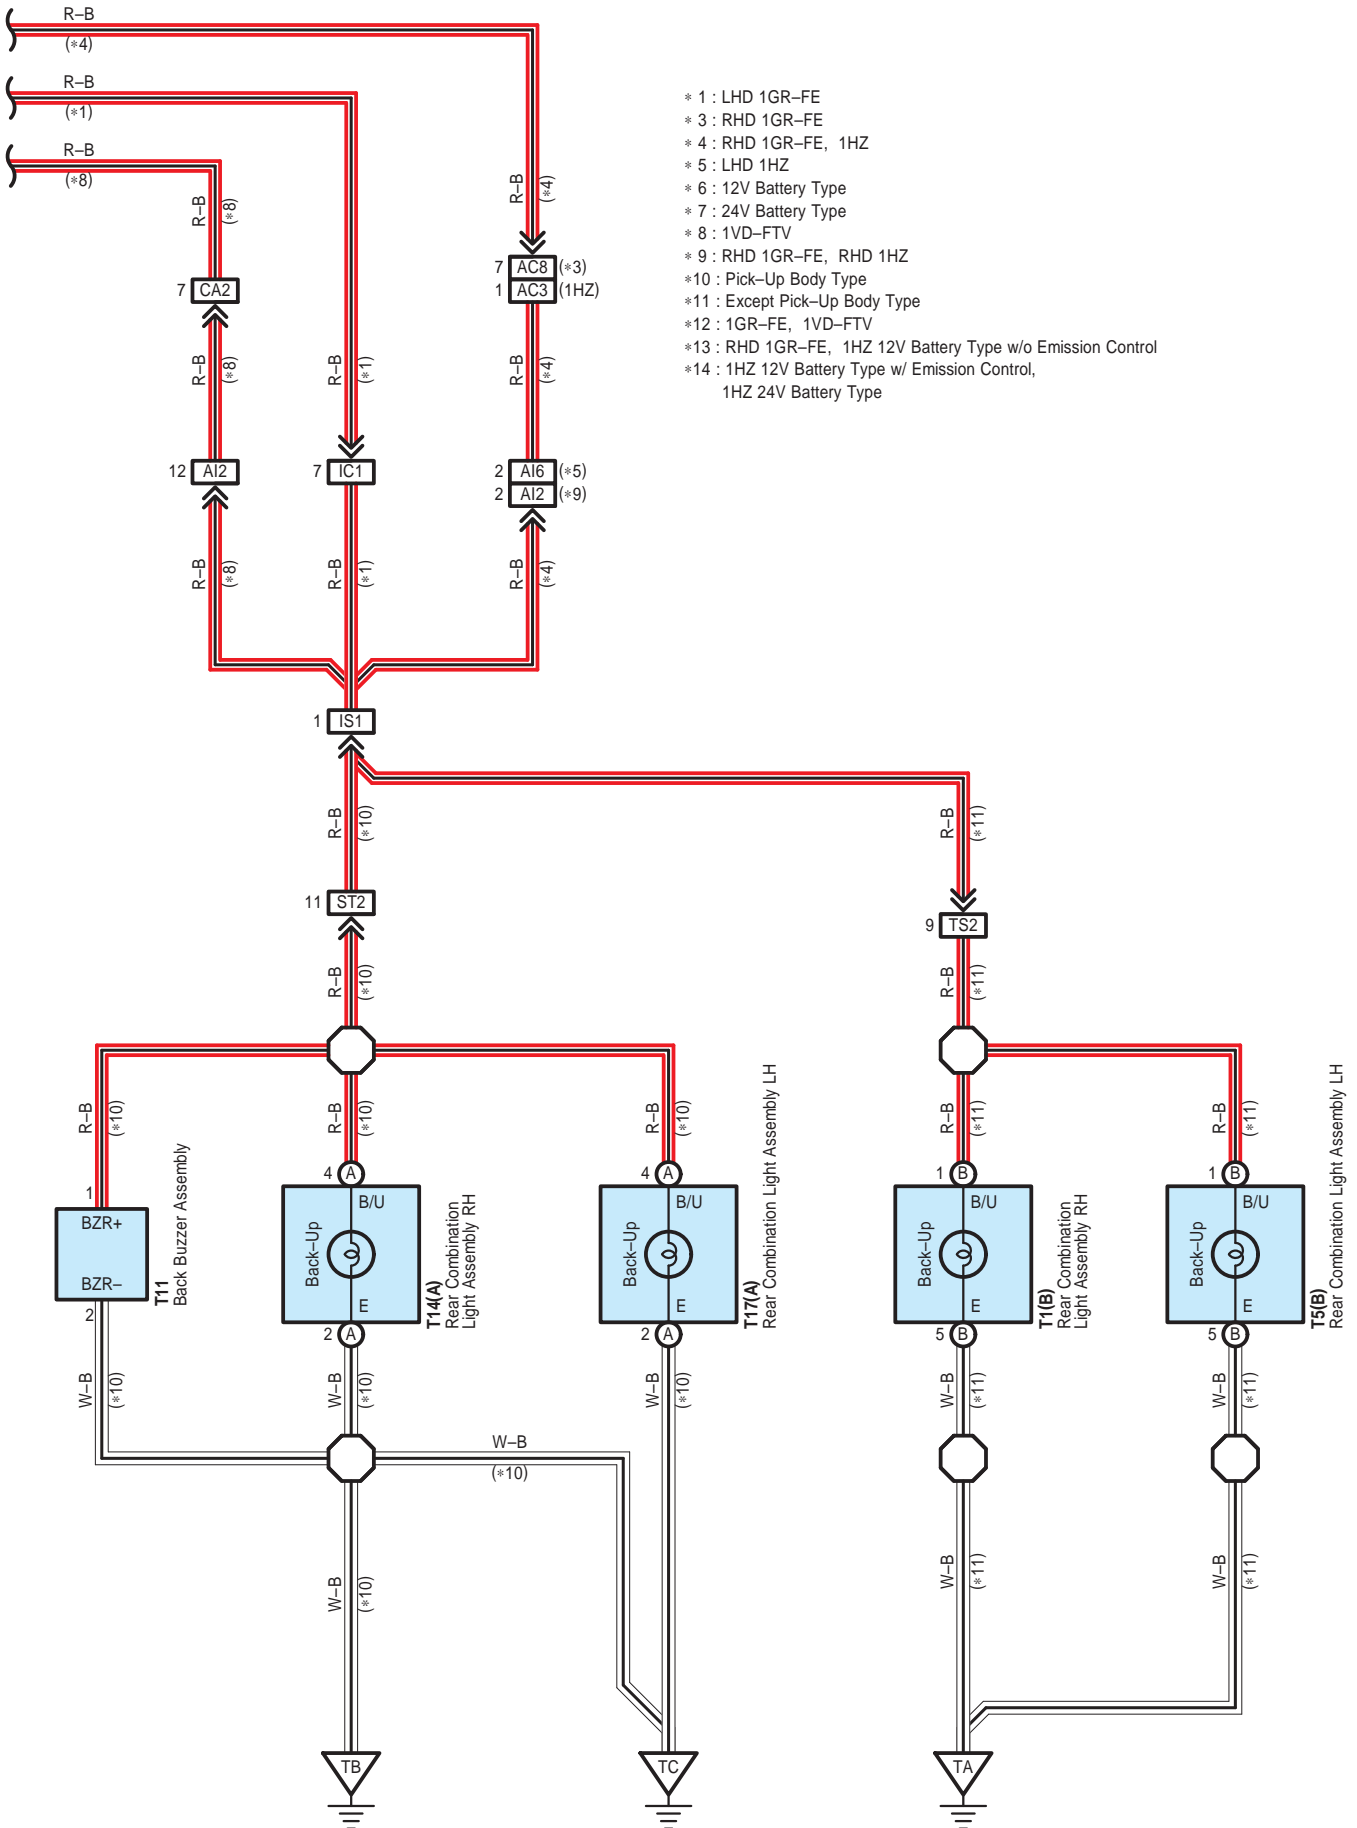 R–B
(*4)
R–B
(*1)
R–B
(*8)
* 1 : LHD 1GR–FE
* 3 : RHD 1GR–FE
* 4 : RHD 1GR–FE, 1HZ
* 5 : LHD 1HZ
* 6 : 12V Battery Type
* 7 : 24V Battery Type
* 8 : 1VD–FTV
* 9 : RHD 1GR–FE, RHD 1HZ
*10 : Pick–Up Body Type
*11 : Except Pick–Up Body Type
*12 : 1GR–FE, 1VD–FTV
*13 : RHD 1GR–FE, 1HZ 12V Battery Type w/o Emission Control
*14 : 1HZ 12V Battery Type w/ Emission Control,
1HZ 24V Battery Type
R–B
(*8)
R–B
(*4)
7 AC8 (*3)
1 AC3 (1HZ)
7 CA2
R–B
(*8)
R–B
(*1)
R–B
(*4)
12 AI2
7 IC1
2 AI6 (*5)
2 AI2 (*9)
R–B
(*8)
R–B
(*1)
R–B
(*4)
1 IS1
R–B
(*10)
R–B
(*11)
11 ST2
9 TS2
R–B
(*10)
R–B
(*11)
R–B
(*10)
R–B
(*10)
R–B
(*10)
R–B
(*11)
R–B
(*11)
1
BZR+
BZR–
2
T11
Back Buzzer Assembly
4 A
B/U
Back–Up
E
2 A
T14(A)
Rear Combination
Light Assembly RH
4 A
B/U
Back–Up
E
2 A
T17(A)
Rear Combination Light Assembly LH
1 B
B/U
Back–Up
E
5 B
T1(B)
Rear Combination
Light Assembly RH
1 B
B/U
Back–Up
E
5 B
T5(B)
Rear Combination Light Assembly LH
W–B
(*10)
W–B
(*10)
W–B
(*10)
W–B
(*11)
W–B
(*11)
W–B
(*10)
W–B
(*10)
W–B
(*11)
W–B
(*11)
TB
TC
TA